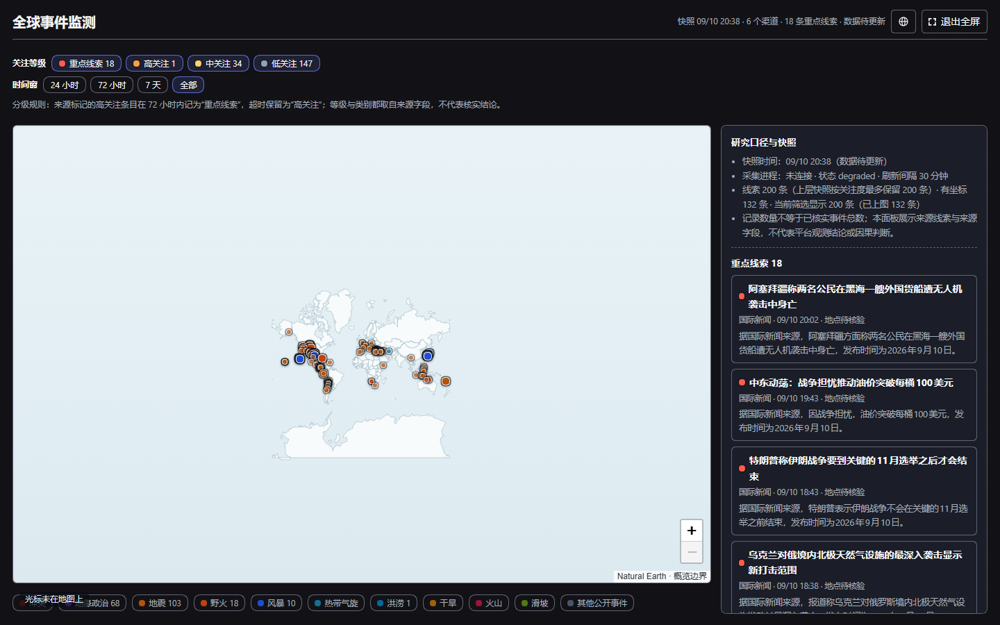 全球事件监测
快照 09/10 20:38 · 6 个渠道 · 18 条重点线索 · 数据待更新
退出全屏
关注等级 重点线索 18 高关注 1 中关注 34 低关注 147
时间窗 24 小时 72 小时 7 天 全部
分级规则：来源标记的高关注条目在 72 小时内记为“重点线索”，超时保留为“高关注”；等级与类别都取自来源字段，不代表核实结论。
+
−
Natural Earth · 概览边界
光标未在地图上
政治 68 地震 103 野火 18 风暴 10 热带气旋 洪涝 1 干旱 火山 滑坡 其他公开事件
研究口径与快照
快照时间：09/10 20:38（数据待更新）
采集进程：未连接 · 状态 degraded · 刷新间隔 30 分钟
线索 200 条（上层快照按关注度最多保留 200 条）· 有坐标
132 条 · 当前筛选显示 200 条（已上图 132 条）
记录数量不等于已核实事件总数；本面板展示来源线索与来源
字段，不代表平台观测结论或因果判断。
重点线索 18
阿塞拜疆称两名公民在黑海一艘外国货船遭无人机
袭击中身亡
国际新闻 · 09/10 20:02 · 地点待核验
据国际新闻来源，阿塞拜疆方面称两名公民在黑海一艘外国
货船遭无人机袭击中身亡，发布时间为2026年9月10日。
中东动荡：战争担忧推动油价突破每桶100美元
国际新闻 · 09/10 19:43 · 地点待核验
据国际新闻来源，因战争担忧，油价突破每桶100美元，发
布时间为2026年9月10日。
特朗普称伊朗战争要到关键的11月选举之后才会结
束
国际新闻 · 09/10 18:43 · 地点待核验
据国际新闻来源，特朗普表示伊朗战争不会在关键的11月选
举之前结束，发布时间为2026年9月10日。
乌克兰对俄境内北极天然气设施的最深入袭击显示
新打击范围
国际新闻 · 09/10 18:38 · 地点待核验
据国际新闻来源，报道称乌克兰对俄罗斯境内北极天然气设